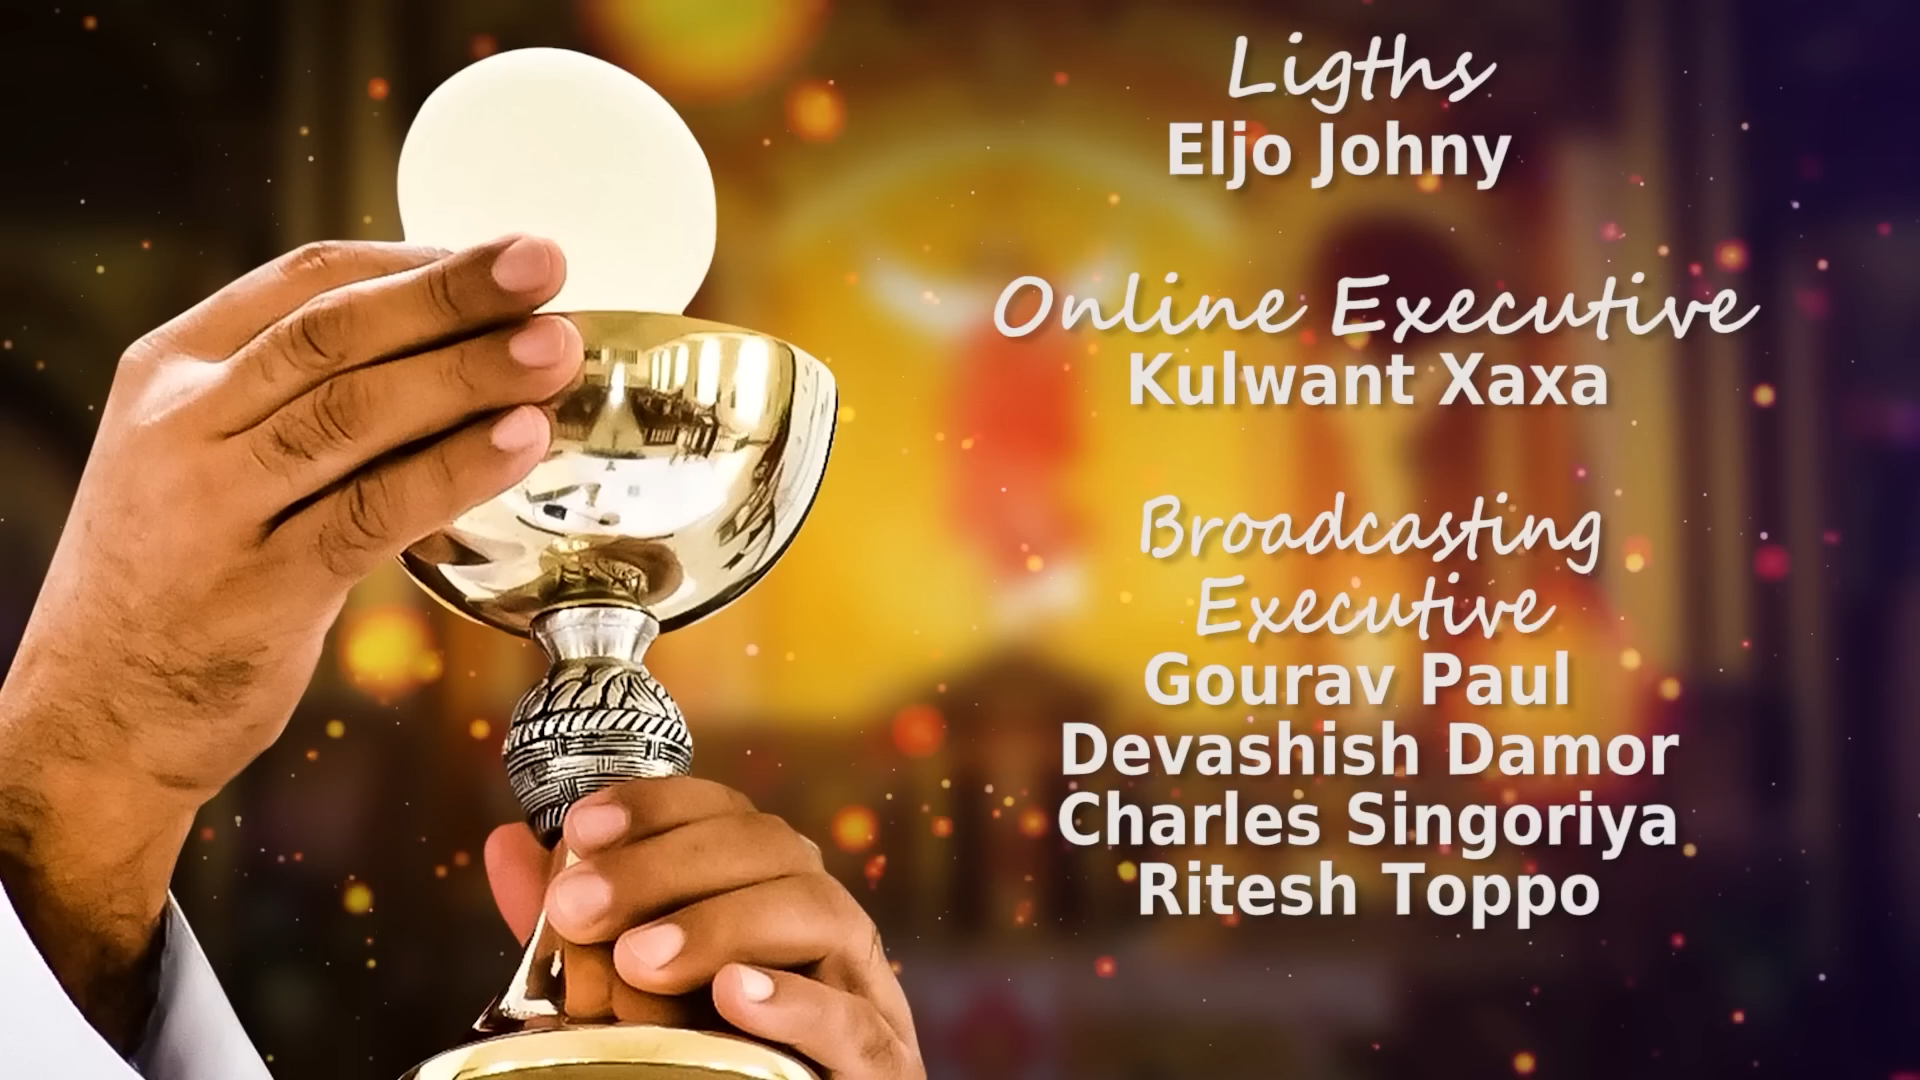 Ligths
Eljo Johny
Online Executive
Kulwant Xaxa
Broadcasting
Executive
Gourav Paul
Devashish Damor
Charles Singoriya
Ritesh Toppo